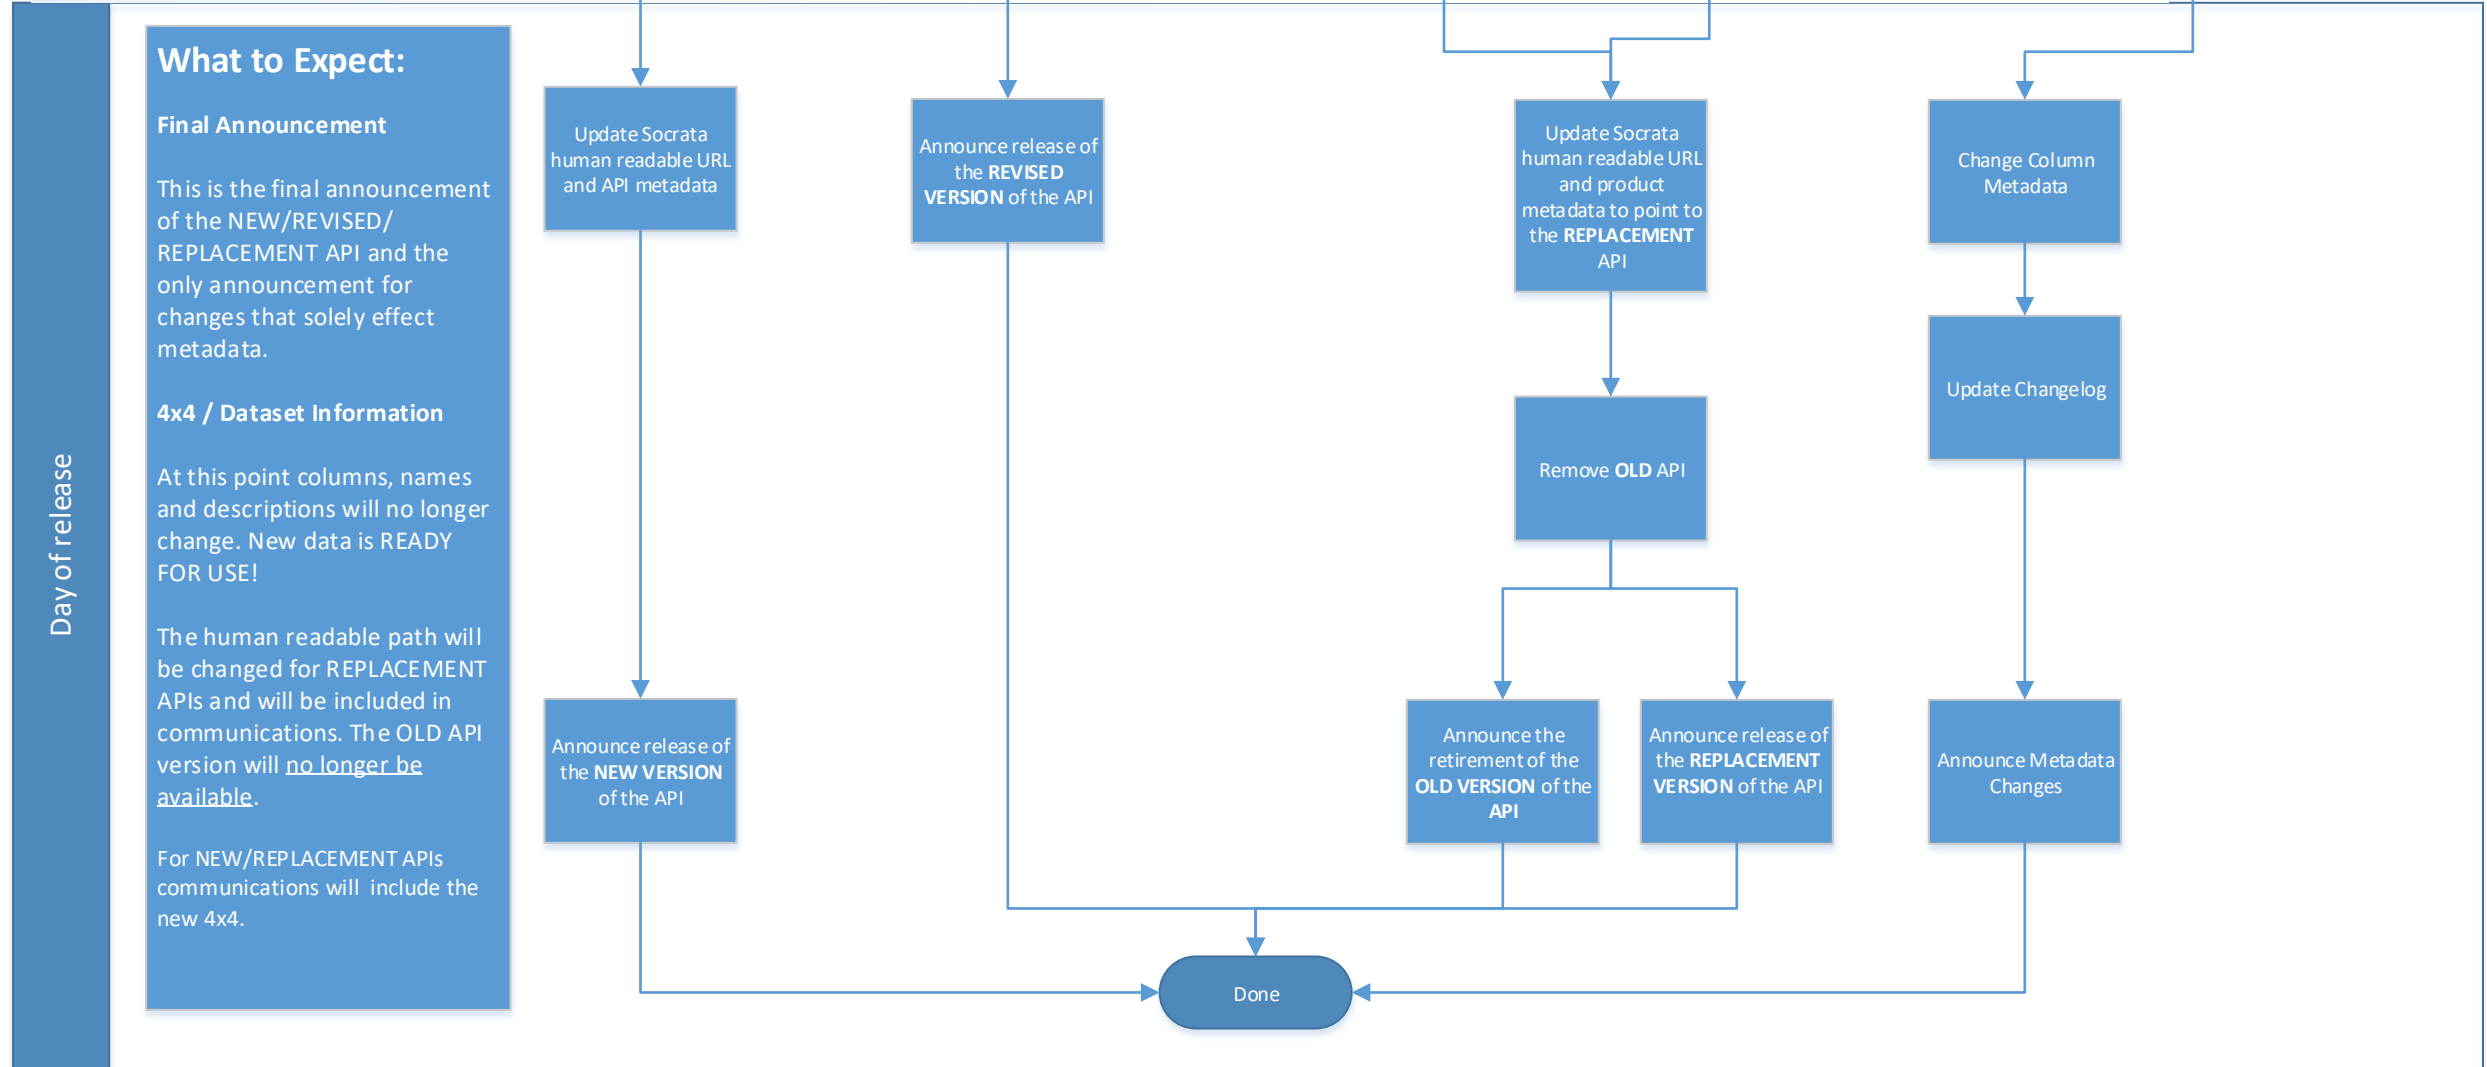 Day of release
What to Expect:
Final Announcement
This is the final announcement
of the NEW/REVISED/
REPLACEMENT API and the
only announcement for
changes that solely effect
metadata.
4x4 / Dataset Information
At this point columns, names
and descriptions will no longer
change. New data is READY
FOR USE!
The human readable path will
be changed for REPLACEMENT
APIs and will be included in
communications. The OLD API
version will no longer be
available.
For NEW/REPLACEMENT APIs
communications will include the
new 4x4.
Update Socrata
human readable URL
and API metadata
Announce release of
the NEW VERSION
of the API
Announce release of
the REVISED
VERSION of the API
Update Socrata
human readable URL
and product
metadata to point to
the REPLACEMENT
API
Remove OLD API
Announce the
retirement of the
OLD VERSION of the
API
Announce release of
the REPLACEMENT
VERSION of the API
Change Column
Metadata
Update Changelog
Announce Metadata
Changes
Done